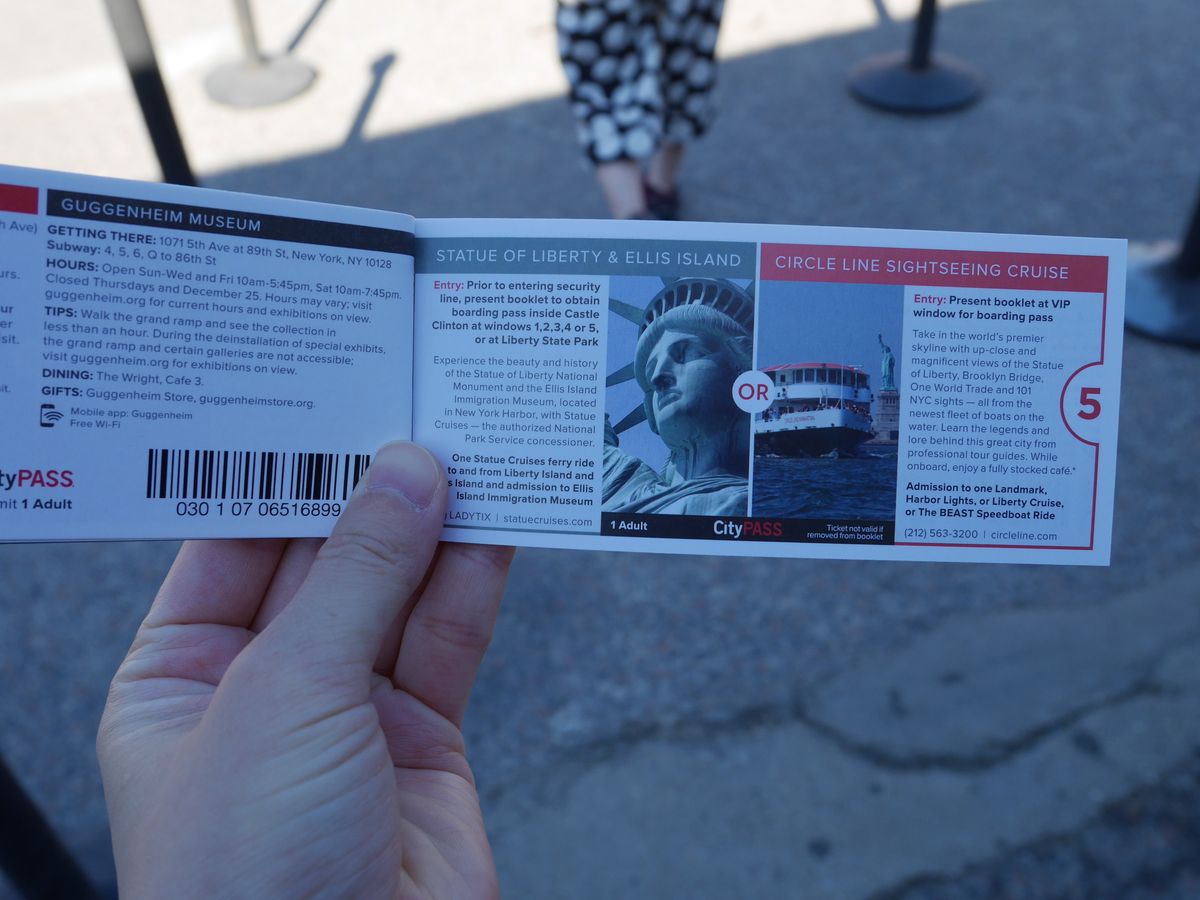 h Ave)
urs.
ur
er
sit.
it.
tyPASS
mit 1 Adult
GUGGENHEIM MUSEUM
GETTING THERE: 1071 5th Ave at 89th St, New York, NY 10128
Subway: 4, 5, 6, Q to 86th St
HOURS: Open Sun-Wed and Fri 10am-5:45pm, Sat 10am-7:45pm.
Closed Thursdays and December 25. Hours may vary; visit
guggenheim.org for current hours and exhibitions on view.
TIPS: Walk the grand ramp and see the collection in
less than an hour. During the deinstallation of special exhibits,
the grand ramp and certain galleries are not accessible;
visit guggenheim.org for exhibitions on view.
DINING: The Wright, Cafe 3.
GIFTS: Guggenheim Store, guggenheimstore.org.
Mobile app: Guggenheim
Free Wi-Fi
030 1 07 06516899
STATUE OF LIBERTY & ELLIS ISLAND
Entry: Prior to entering security
line, present booklet to obtain
boarding pass inside Castle
Clinton at windows 1,2,3,4 or 5,
or at Liberty State Park
Experience the beauty and history
of the Statue of Liberty National
Monument and the Ellis Island
Immigration Museum, located
in New York Harbor, with Statue
Cruises — the authorized National
Park Service concessioner.
One Statue Cruises ferry ride
to and from Liberty Island and
s Island and admission to Ellis
Island Immigration Museum
LADYTIX | statuecruises.com
1 Adult
CityPASS
Ticket not valid if
removed from booklet
OR
CIRCLE LINE SIGHTSEEING CRUISE
Entry: Present booklet at VIP
window for boarding pass
Take in the world's premier
skyline with up-close and
magnificent views of the Statue
of Liberty, Brooklyn Bridge,
One World Trade and 101
NYC sights — all from the
newest fleet of boats on the
water. Learn the legends and
lore behind this great city from
professional tour guides. While
onboard, enjoy a fully stocked café.*
Admission to one Landmark,
Harbor Lights, or Liberty Cruise,
or The BEAST Speedboat Ride
(212) 563-3200 | circleline.com
5